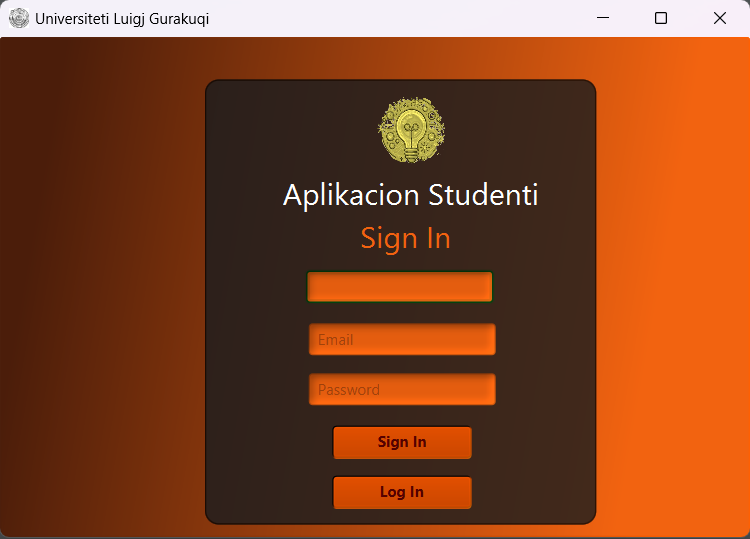 Universiteti Luigj Gurakuqi
Aplikacion Studenti
Sign In
Email
Password
Sign In
Log In